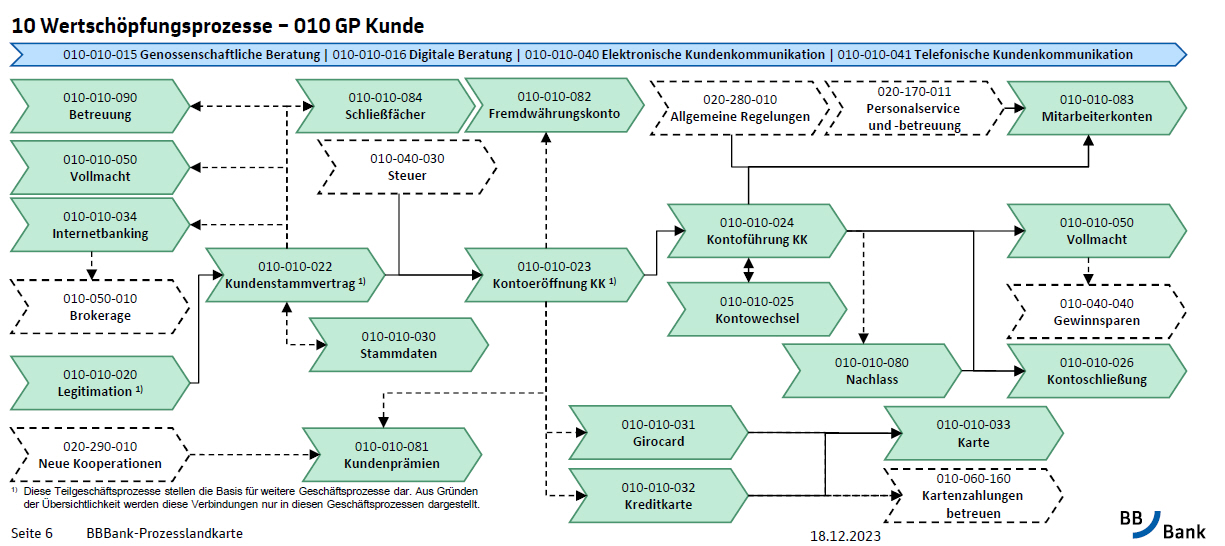 10 Wertschöpfungsprozesse – 010 GP Kunde
010-010-015 Genossenschaftliche Beratung | 010-010-016 Digitale Beratung | 010-010-040 Elektronische Kundenkommunikation | 010-010-041 Telefonische Kundenkommunikation
010-010-090
Betreuung
010-010-084
Schließfächer
010-010-082
Fremdwährungskonto
020-280-010
Allgemeine Regelungen
020-170-011
Personalservice
und -betreuung
010-010-083
Mitarbeiterkonten
010-010-050
Vollmacht
010-040-030
Steuer
010-010-034
Internetbanking
010-010-024
Kontoführung KK
010-010-050
Vollmacht
010-010-022
Kundenstammvertrag 1)
010-010-023
Kontoeröffnung KK 1)
010-050-010
Brokerage
010-010-025
Kontowechsel
010-040-040
Gewinnsparen
010-010-030
Stammdaten
010-010-020
Legitimation 1)
010-010-080
Nachlass
010-010-026
Kontoschließung
020-290-010
Neue Kooperationen
010-010-081
Kundenprämien
010-010-031
Girocard
010-010-033
Karte
010-010-032
Kreditkarte
010-060-160
Kartenzahlungen
betreuen
1) Diese Teilgeschäftsprozesse stellen die Basis für weitere Geschäftsprozesse dar. Aus Gründen
der Übersichtlichkeit werden diese Verbindungen nur in diesen Geschäftsprozessen dargestellt.
Seite 6 BBBank-Prozesslandkarte
18.12.2023
BB
Bank